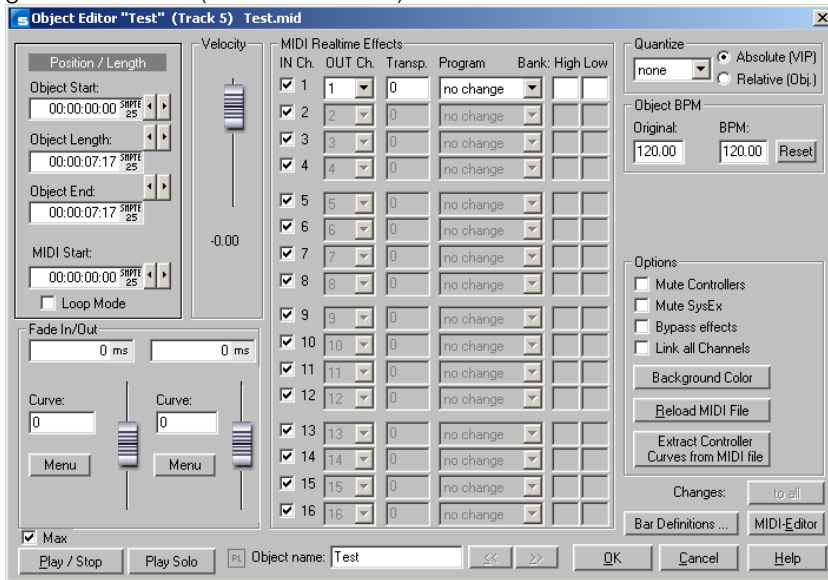 Object Editor "Test" (Track 5) Test.mid
Position / Length
Object Start:
00:00:00:00 SMPTE 25
Object Length:
00:00:07:17 SMPTE 25
Object End:
00:00:07:17 SMPTE 25
MIDI Start:
00:00:00:00 SMPTE 25
Loop Mode
Velocity
-0.00
Fade In/Out
0 ms 0 ms
Curve: Curve:
0 0
Menu Menu
MIDI Realtime Effects
IN Ch. OUT Ch. Transp. Program Bank: High Low
1 1 0 no change
2 2 0 no change
3 3 0 no change
4 4 0 no change
5 5 0 no change
6 6 0 no change
7 7 0 no change
8 8 0 no change
9 9 0 no change
10 10 0 no change
11 11 0 no change
12 12 0 no change
13 13 0 no change
14 14 0 no change
15 15 0 no change
16 16 0 no change
Quantize
none
Absolute (VIP)
Relative (Obj.)
Object BPM
Original: BPM:
120.00 120.00 Reset
Options
Mute Controllers
Mute SysEx
Bypass effects
Link all Channels
Background Color
Reload MIDI File
Extract Controller
Curves from MIDI file
Changes: to all
Bar Definitions ... MIDI-Editor
Max
Play / Stop Play Solo PL Object name: Test << >> OK Cancel Help